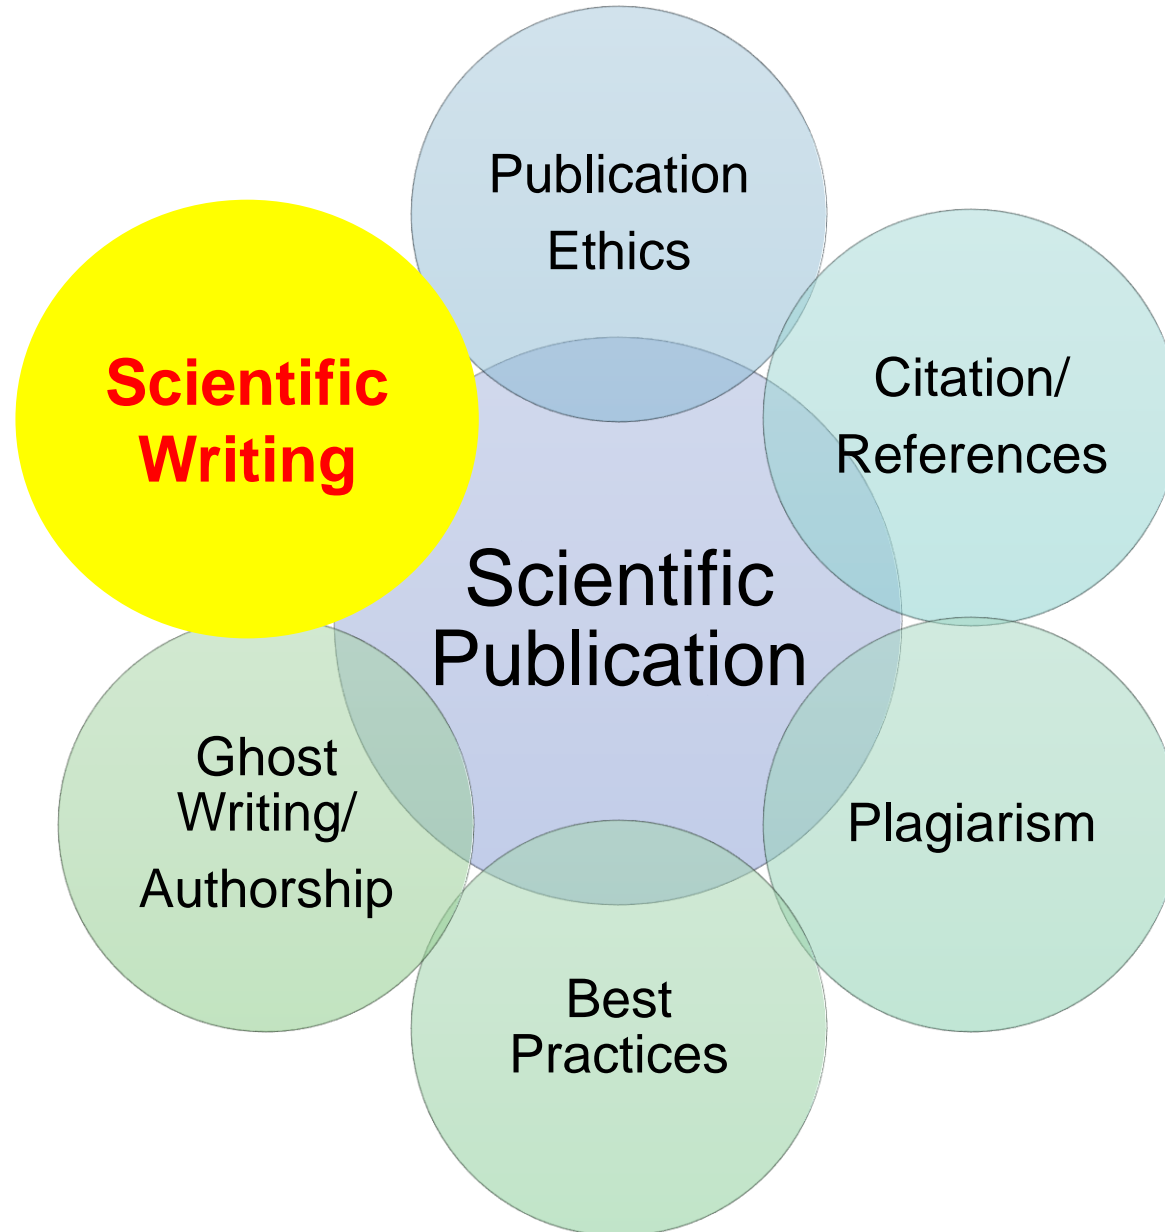 Publication
Ethics
Scientific
Writing
Citation/
References
Scientific
Publication
Ghost
Writing/
Authorship
Plagiarism
Best
Practices